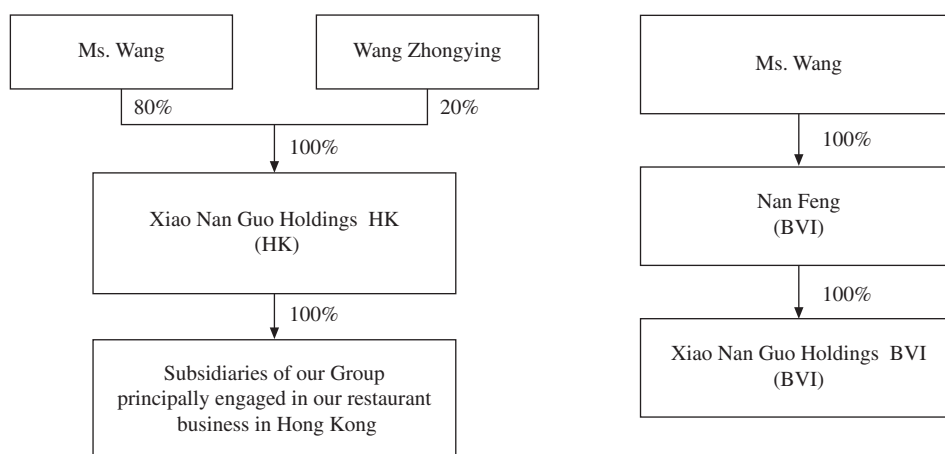 Ms. Wang
Wang Zhongying
80%
20%
100%
Xiao Nan Guo Holdings HK
(HK)
100%
Subsidiaries of our Group
principally engaged in our restaurant
business in Hong Kong
Ms. Wang
100%
Nan Feng
(BVI)
100%
Xiao Nan Guo Holdings BVI
(BVI)